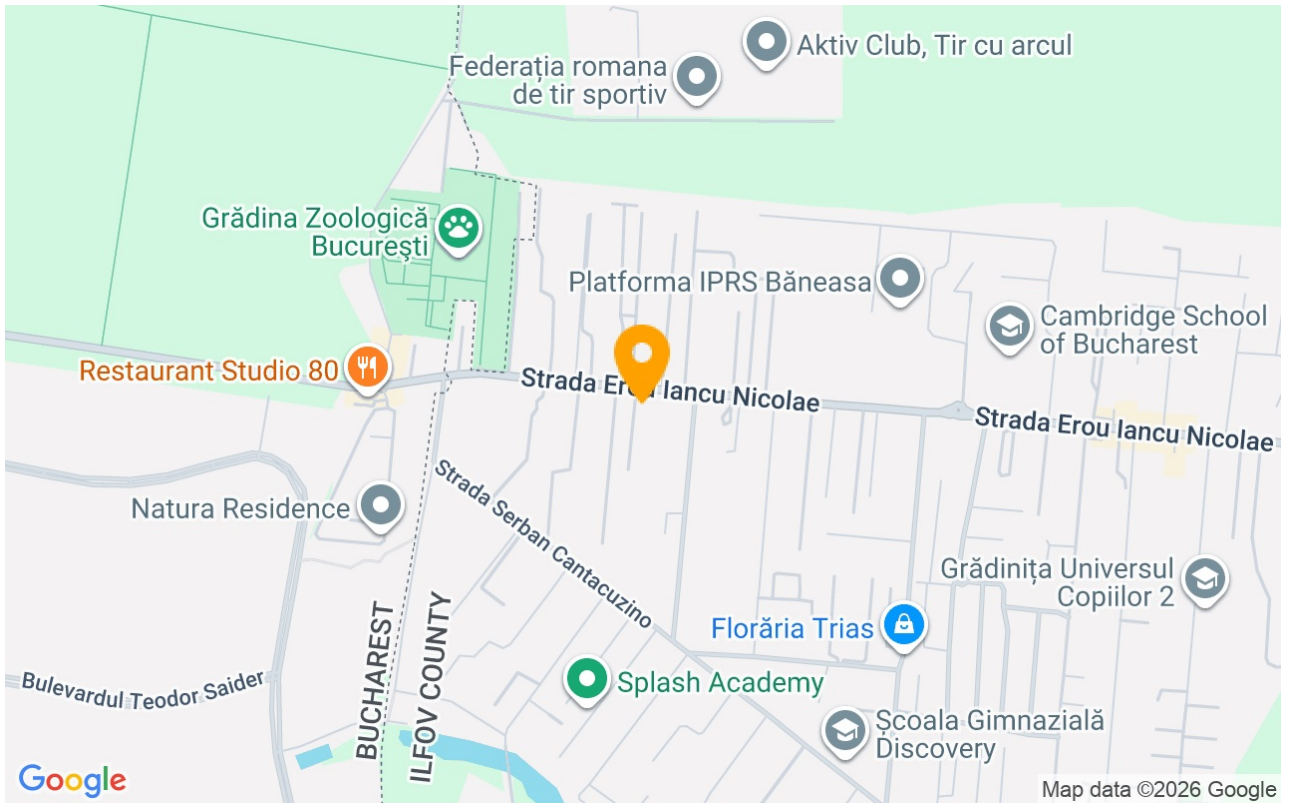 Aktiv Club, Tir cu arcul
Federația romana
de tir sportiv
Grădina Zoologică
București
Platforma IPRS Băneasa
Cambridge School
of Bucharest
Restaurant Studio 80
Strada Erou Iancu Nicolae
Strada Erou Iancu Nicolae
Strada Serban Cantacuzino
Natura Residence
Grădinița Universul
Copiilor 2
BUCHAREST
ILFOV COUNTY
Florăria Trias
Bulevardul Teodor Saider
Splash Academy
Școala Gimnazială
Discovery
Google
Map data ©2026 Google